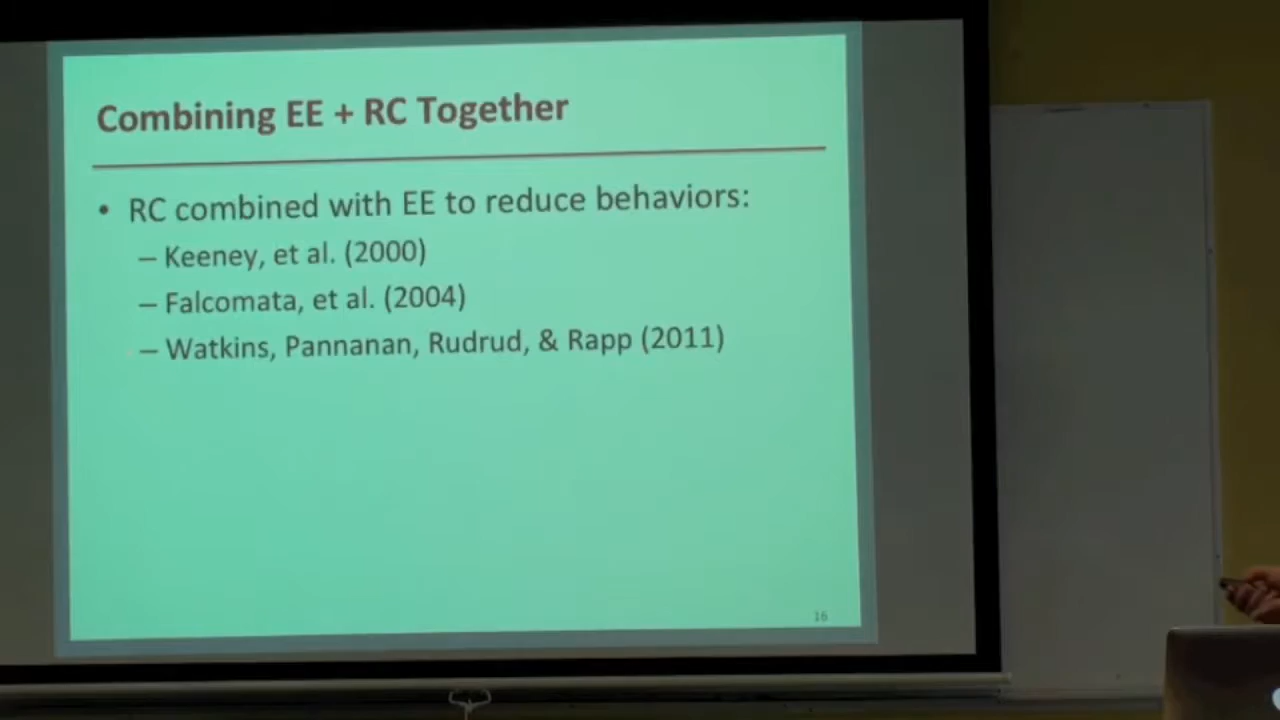 Combining EE + RC Together
• RC combined with EE to reduce behaviors:
– Keeney, et al. (2000)
– Falcomata, et al. (2004)
– Watkins, Pannanan, Rudrud, & Rapp (2011)
16